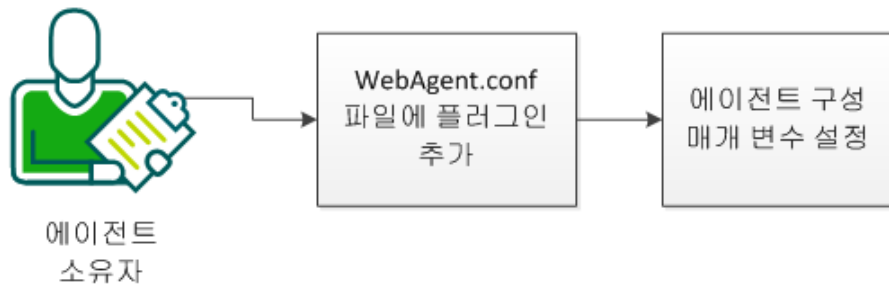 WebAgent.conf
파일에 플러그인
추가
에이전트 구성
매개 변수 설정
에이전트
소유자